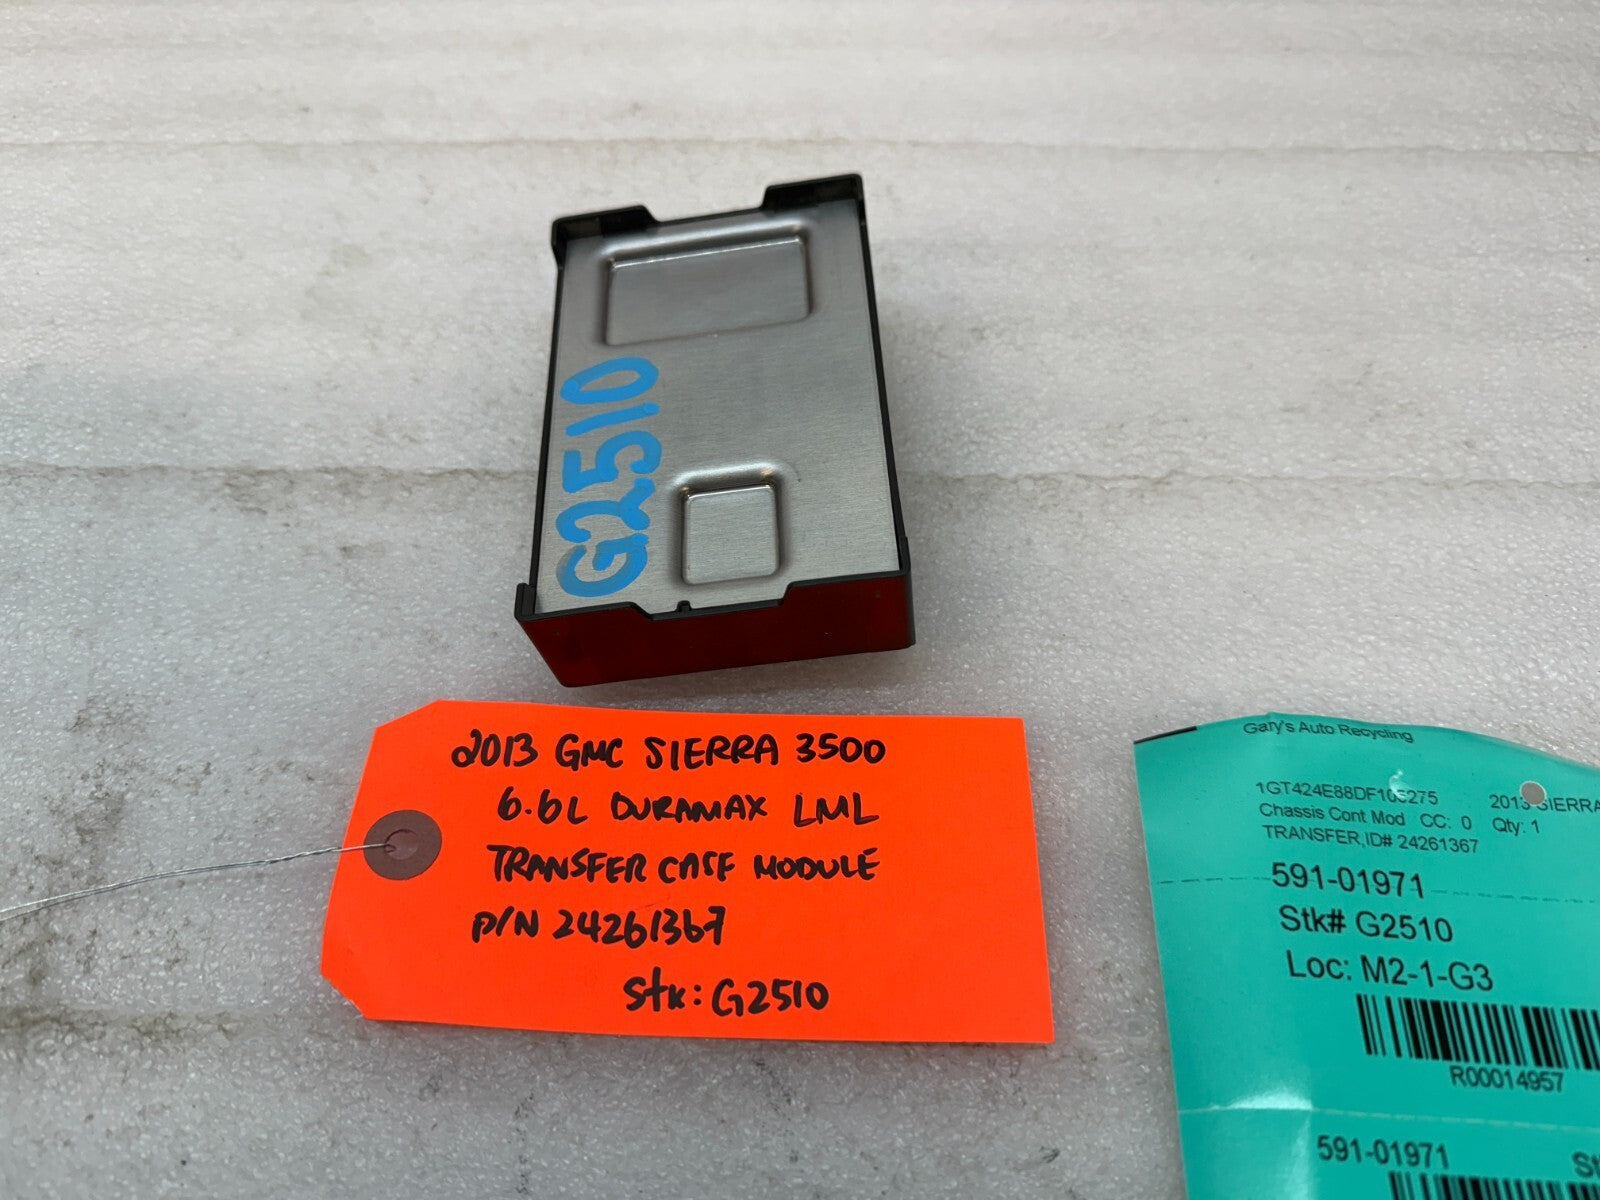 G2510
2013 GMC SIERRA 3500
6.6L DURAMAX LML
TRANSFER CASE MODULE
P/N 24261367
Stk: G2510
Gary's Auto Recycling
1GT424E88DF105275 2013 SIERRA
Chassis Cont Mod CC: 0 Qty: 1
TRANSFER,ID# 24261367
591-01971
Stk# G2510
Loc: M2-1-G3
R00014957
591-01971